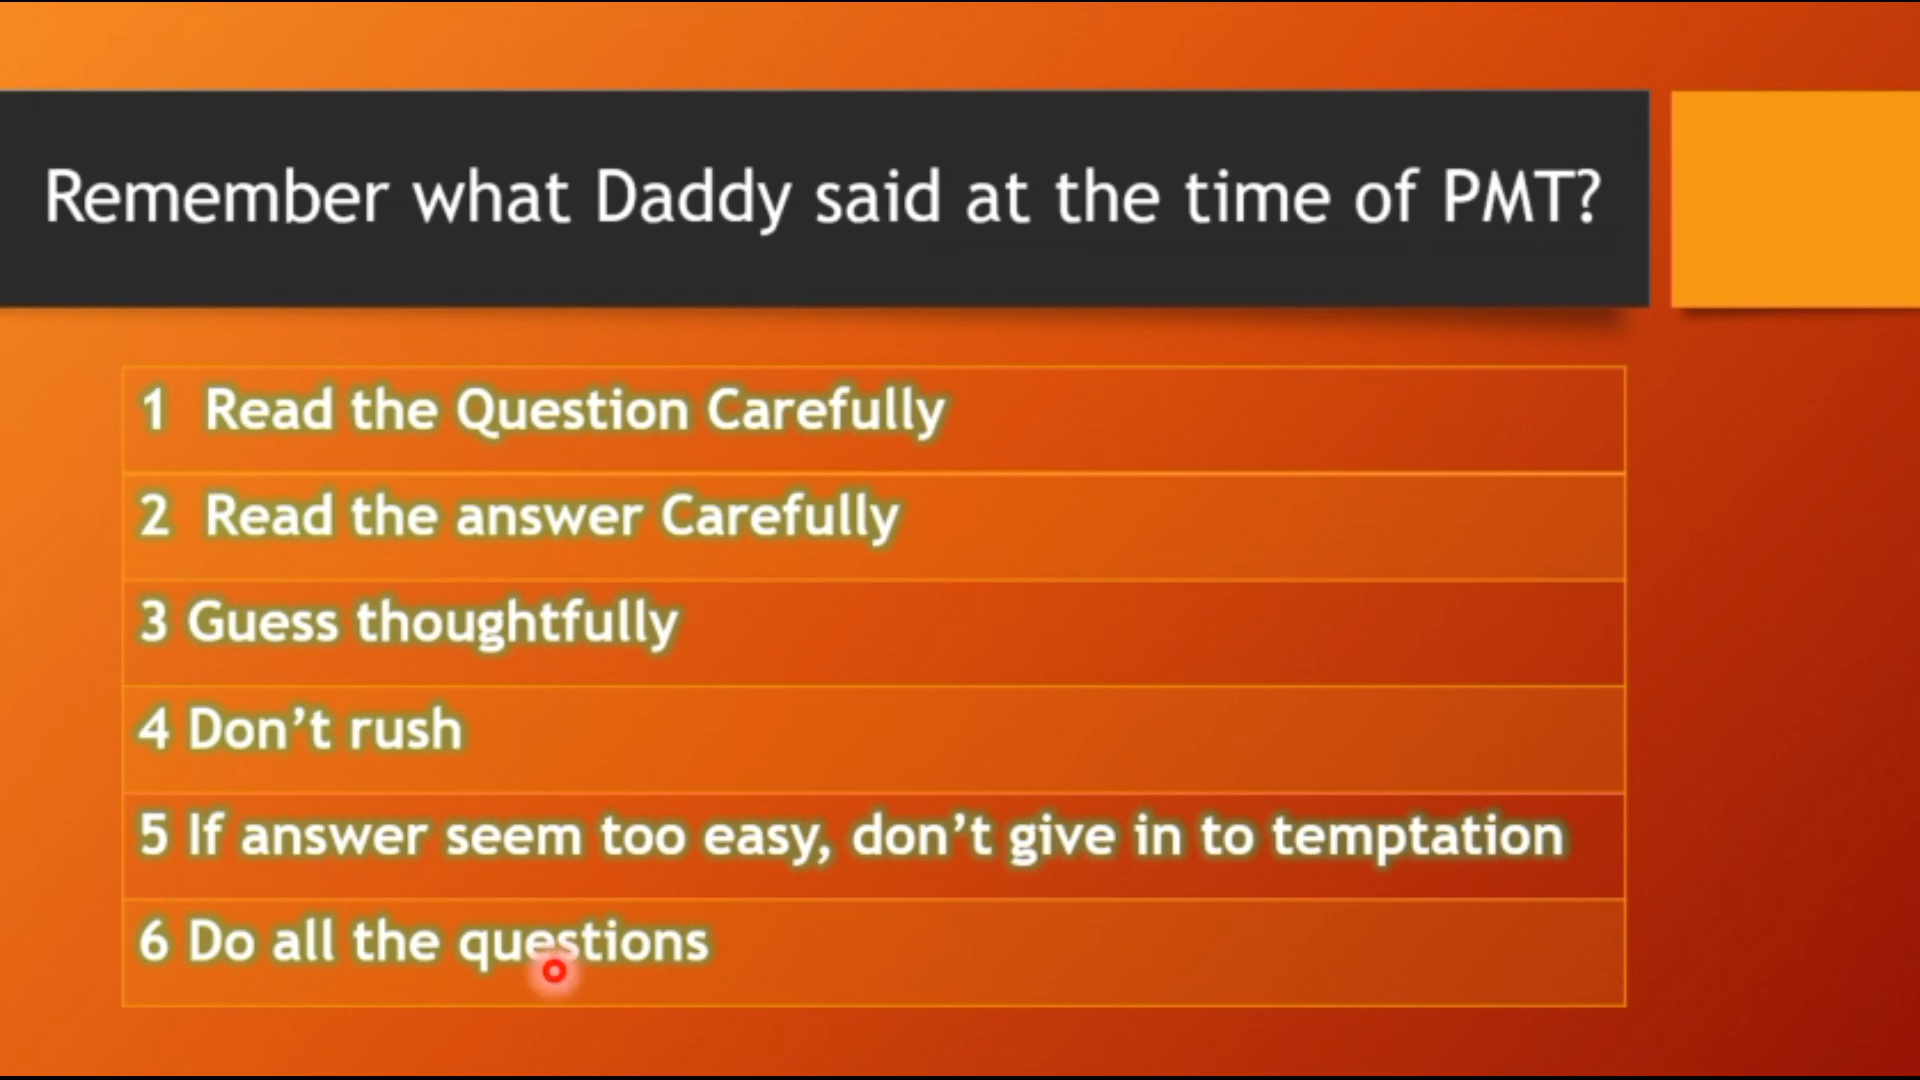 Remember what Daddy said at the time of PMT?
1 Read the Question Carefully
2 Read the answer Carefully
3 Guess thoughtfully
4 Don’t rush
5 If answer seem too easy, don’t give in to temptation
6 Do all the questions